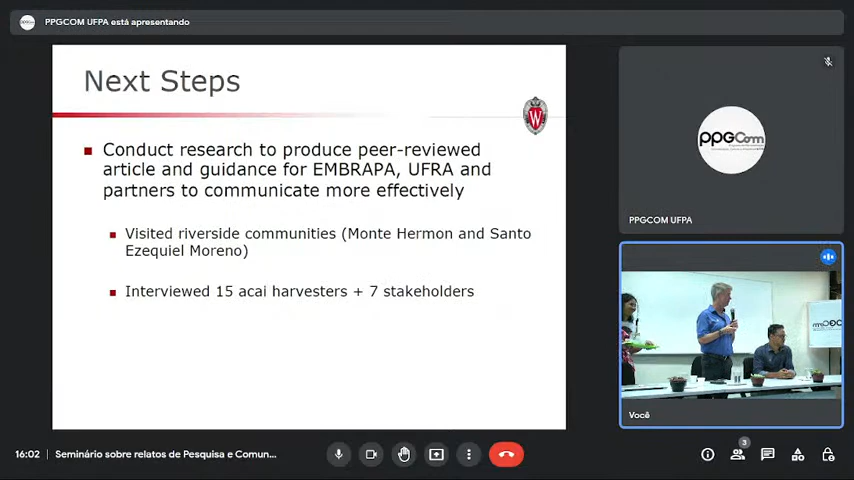 PPGCOM UFPA está apresentando
Next Steps
W
Conduct research to produce peer-reviewed
article and guidance for EMBRAPA, UFRA and
partners to communicate more effectively
Visited riverside communities (Monte Hermon and Santo
Ezequiel Moreno)
Interviewed 15 acai harvesters + 7 stakeholders
PPGCom
PPGCOM UFPA
Você
16:02
Seminário sobre relatos de Pesquisa e Comun...
3